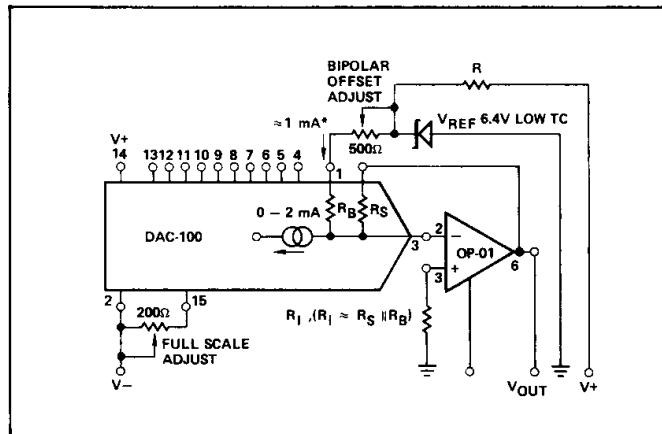 BIPOLAR
OFFSET
ADJUST
R
V+
14
13 12 11 10 9 8 7 6 5 4
≈1 mA*
500Ω
VREF 6.4V LOW TC
1
DAC-100
0 – 2 mA
RB
RS
3
2
–
OP-01
+
3
6
2
200Ω
15
FULL SCALE
ADJUST
V–
RI ,(RI ≈ RS ||RB)
VOUT
V+